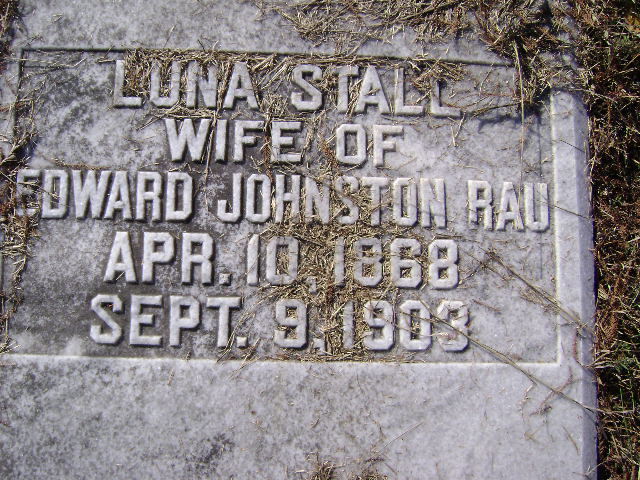 LUNA STALL
WIFE OF
EDWARD JOHNSTON RAU
APR. 10, 1868
SEPT. 9, 1903